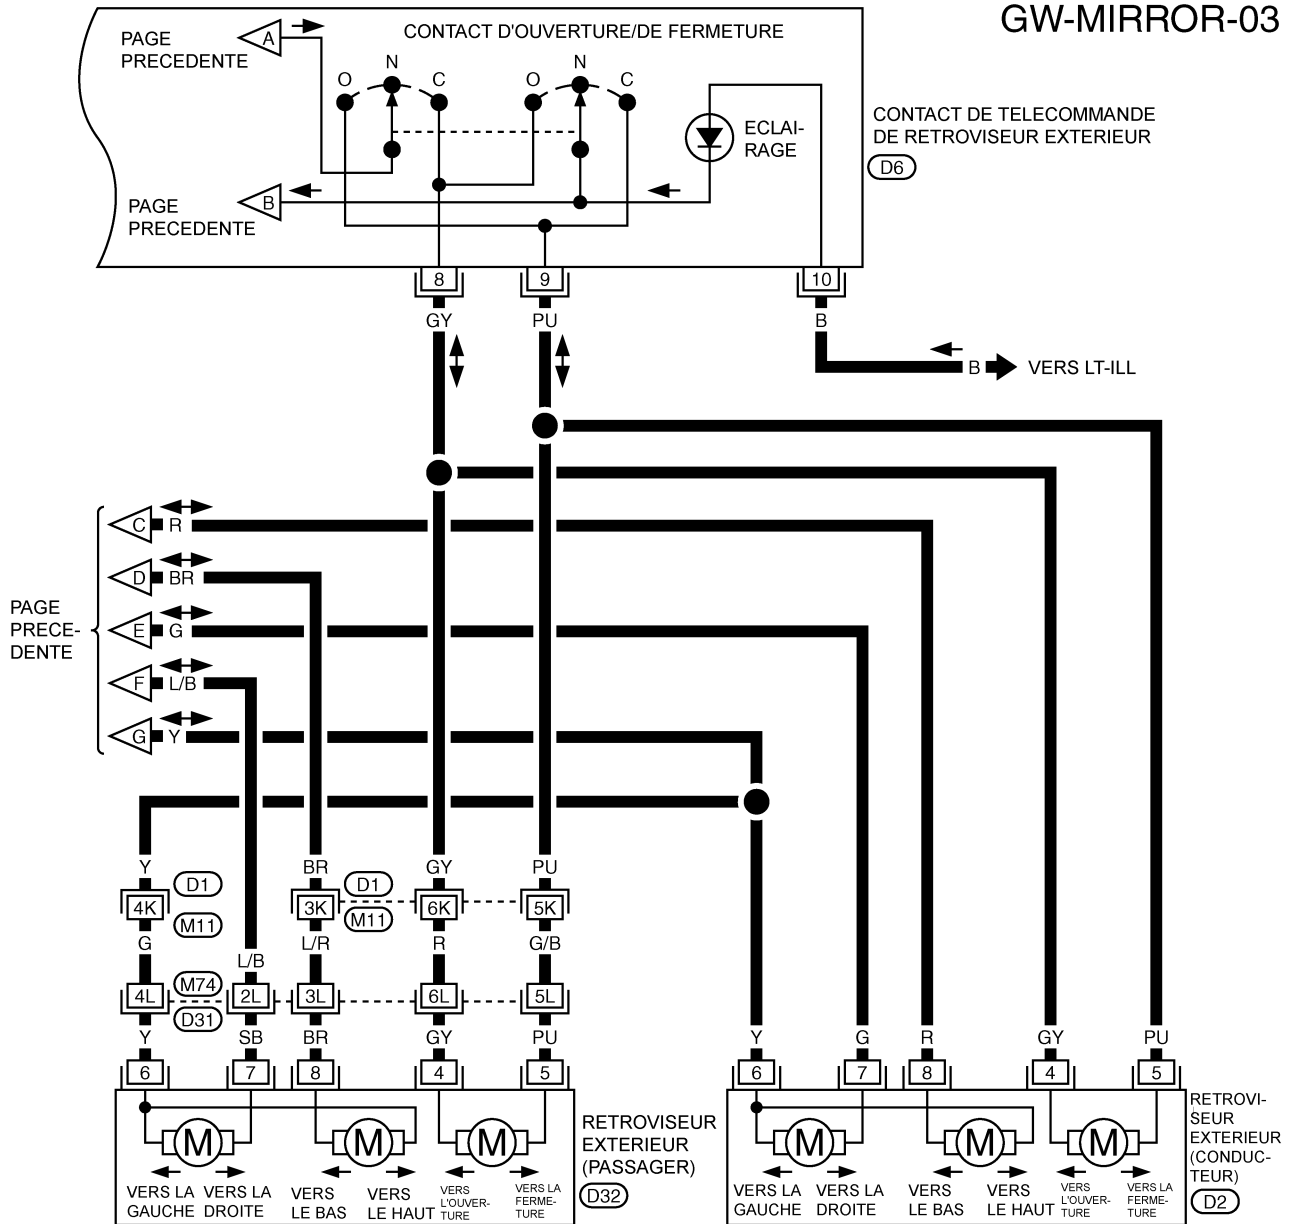 GW-MIRROR-03
PAGE
PRECEDENTE
A
CONTACT D'OUVERTURE/DE FERMETURE
O N C
O N C
ECLAI-
RAGE
CONTACT DE TELECOMMANDE
DE RETROVISEUR EXTERIEUR
D6
PAGE
PRECEDENTE
B
8 9 10
GY PU B
B VERS LT-ILL
PAGE
PRECE-
DENTE
C R
D BR
E G
F L/B
G Y
Y BR GY PU
D1 D1
4K 3K 6K 5K
M11 M11
G L/R R G/B
L/B
M74
4L 2L 3L 6L 5L
D31
Y SB BR GY PU
Y G R GY PU
6 7 8 4 5
6 7 8 4 5
M M M
RETROVISEUR
EXTERIEUR
(PASSAGER)
D32
VERS LA
GAUCHE
VERS LA
DROITE
VERS
LE BAS
VERS
LE HAUT
VERS
L'OUVER-
TURE
VERS LA
FERME-
TURE
M M M
RETROVI-
SEUR
EXTERIEUR
(CONDUC-
TEUR)
D2
VERS LA
GAUCHE
VERS LA
DROITE
VERS
LE BAS
VERS
LE HAUT
VERS
L'OUVER-
TURE
VERS LA
FERME-
TURE